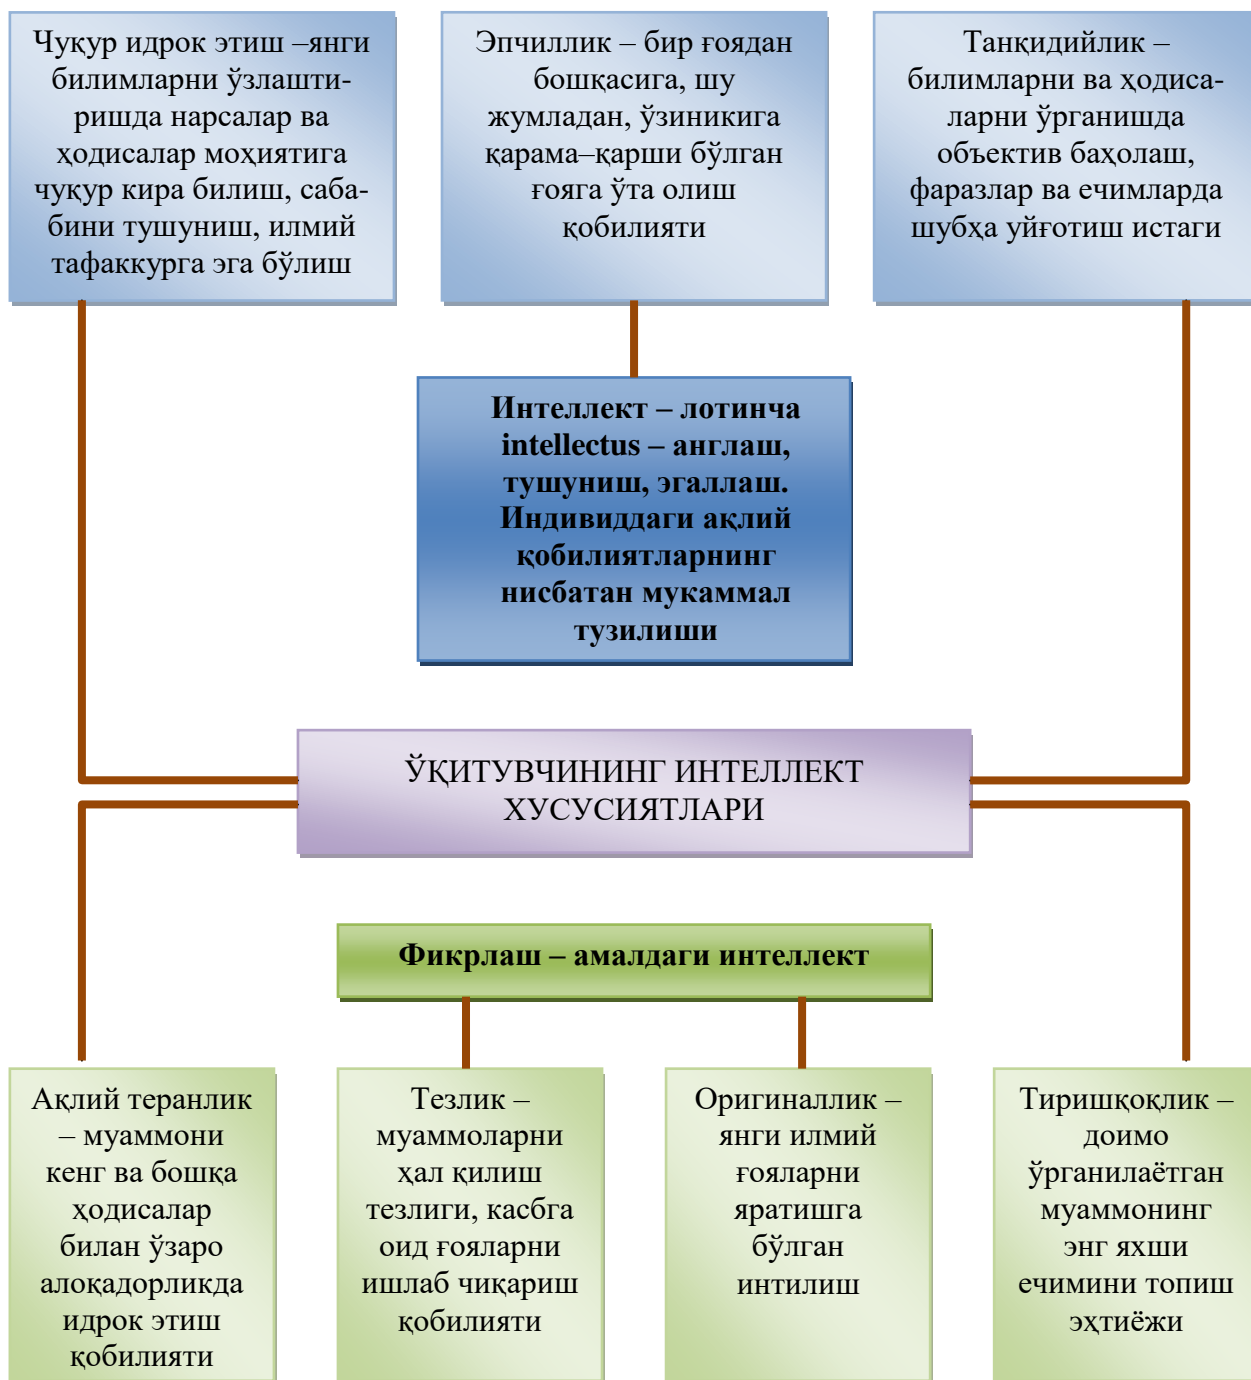 Чуқур идрок этиш –янги
билимларни ўзлашти-
ришда нарсалар ва
ҳодисалар моҳиятига
чуқур кира билиш, саба-
бини тушуниш, илмий
тафаккурга эга бўлиш
Эпчиллик – бир ғоядан
бошқасига, шу
жумладан, ўзиникига
қарама–қарши бўлган
ғояга ўта олиш
қобилияти
Танқидийлик –
билимларни ва ҳодиса-
ларни ўрганишда
объектив баҳолаш,
фаразлар ва ечимларда
шубҳа уйғотиш истаги
Интеллект – лотинча
intellectus – англаш,
тушуниш, эгаллаш.
Индивиддаги ақлий
қобилиятларнинг
нисбатан мукаммал
тузилиши
ЎҚИТУВЧИНИНГ ИНТЕЛЛЕКТ
ХУСУСИЯТЛАРИ
Фикрлаш – амалдаги интеллект
Ақлий теранлик
– муаммони
кенг ва бошқа
ҳодисалар
билан ўзаро
алоқадорликда
идрок этиш
қобилияти
Тезлик –
муаммоларни
ҳал қилиш
тезлиги, касбга
оид ғояларни
ишлаб чиқариш
қобилияти
Оригиналлик –
янги илмий
ғояларни
яратишга
бўлган
интилиш
Тиришқоқлик –
доимо
ўрганилаётган
муаммонинг
энг яхши
ечимини топиш
эҳтиёжи